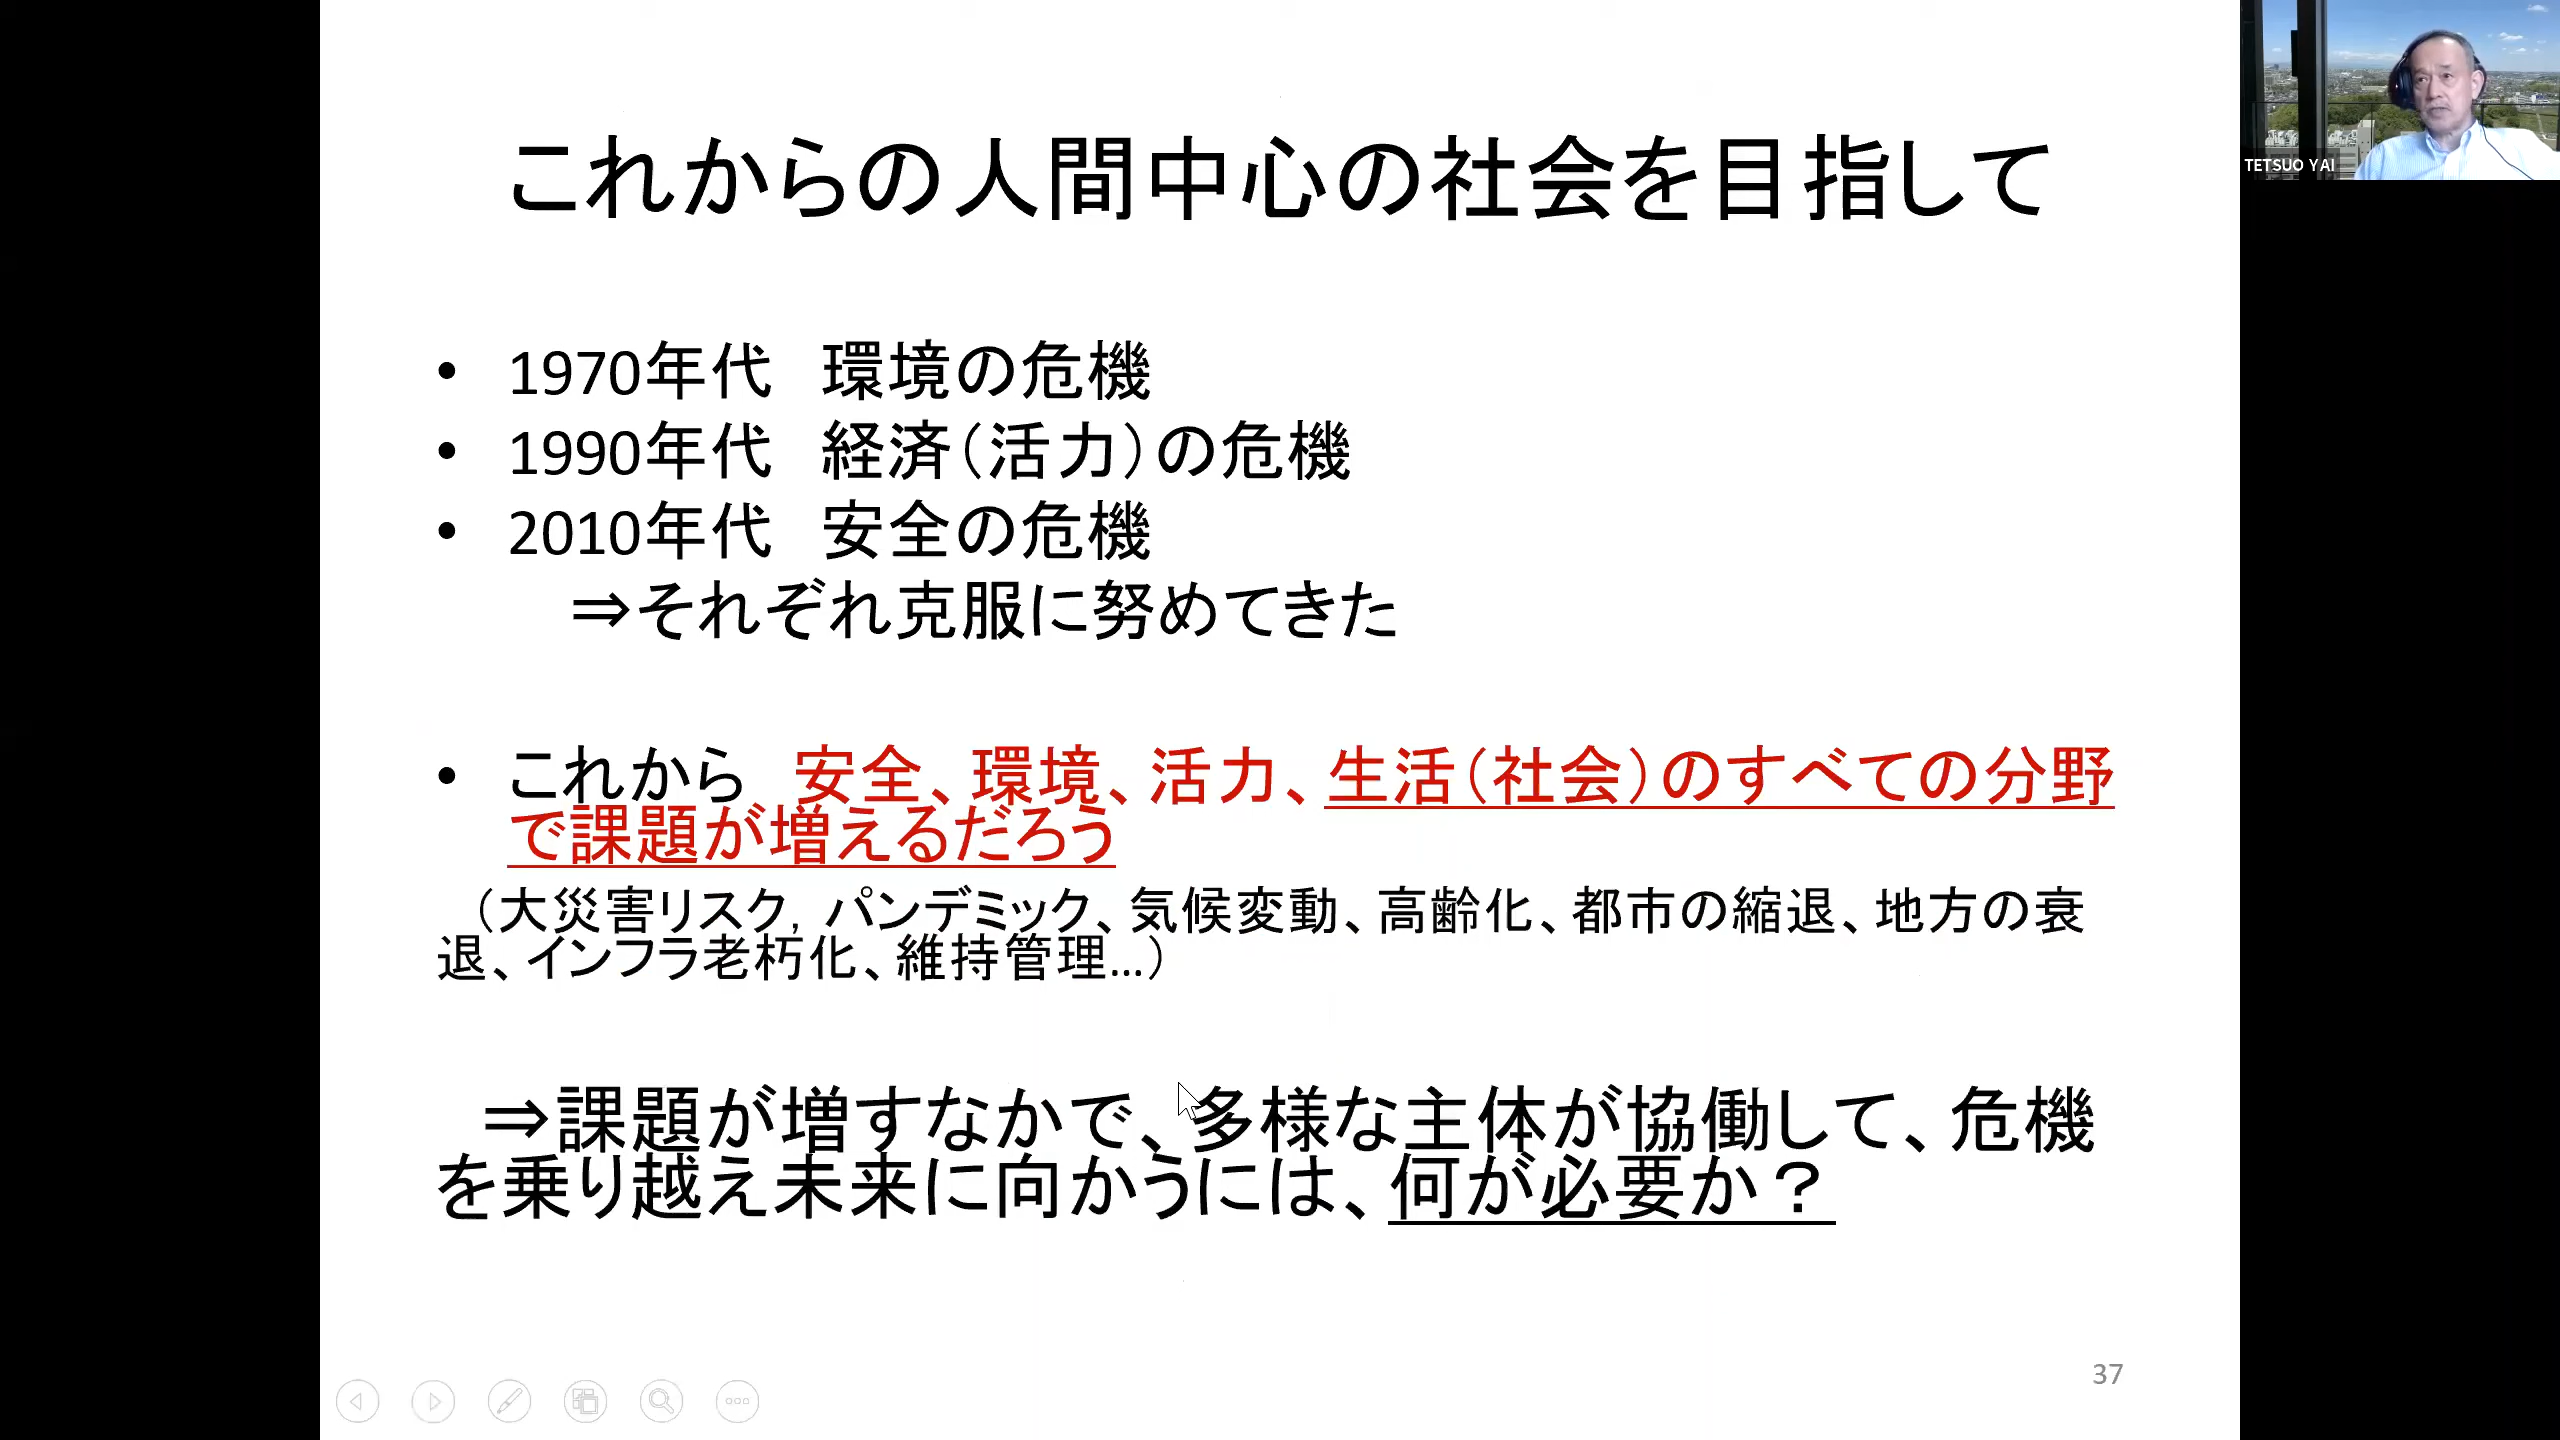 これからの人間中心の社会を目指して
TETSUO YAI
• 1970年代　環境の危機
• 1990年代　経済（活力）の危機
• 2010年代　安全の危機
⇒それぞれ克服に努めてきた
• これから　安全、環境、活力、生活（社会）のすべての分野
で課題が増えるだろう
（大災害リスク, パンデミック、気候変動、高齢化、都市の縮退、地方の衰
退、インフラ老朽化、維持管理…）
⇒課題が増すなかで、多様な主体が協働して、危機
を乗り越え未来に向かうには、何が必要か？
37